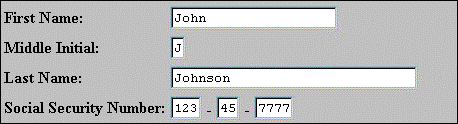 First Name: John
Middle Initial: J
Last Name: Johnson
Social Security Number: 123 - 45 - 7777